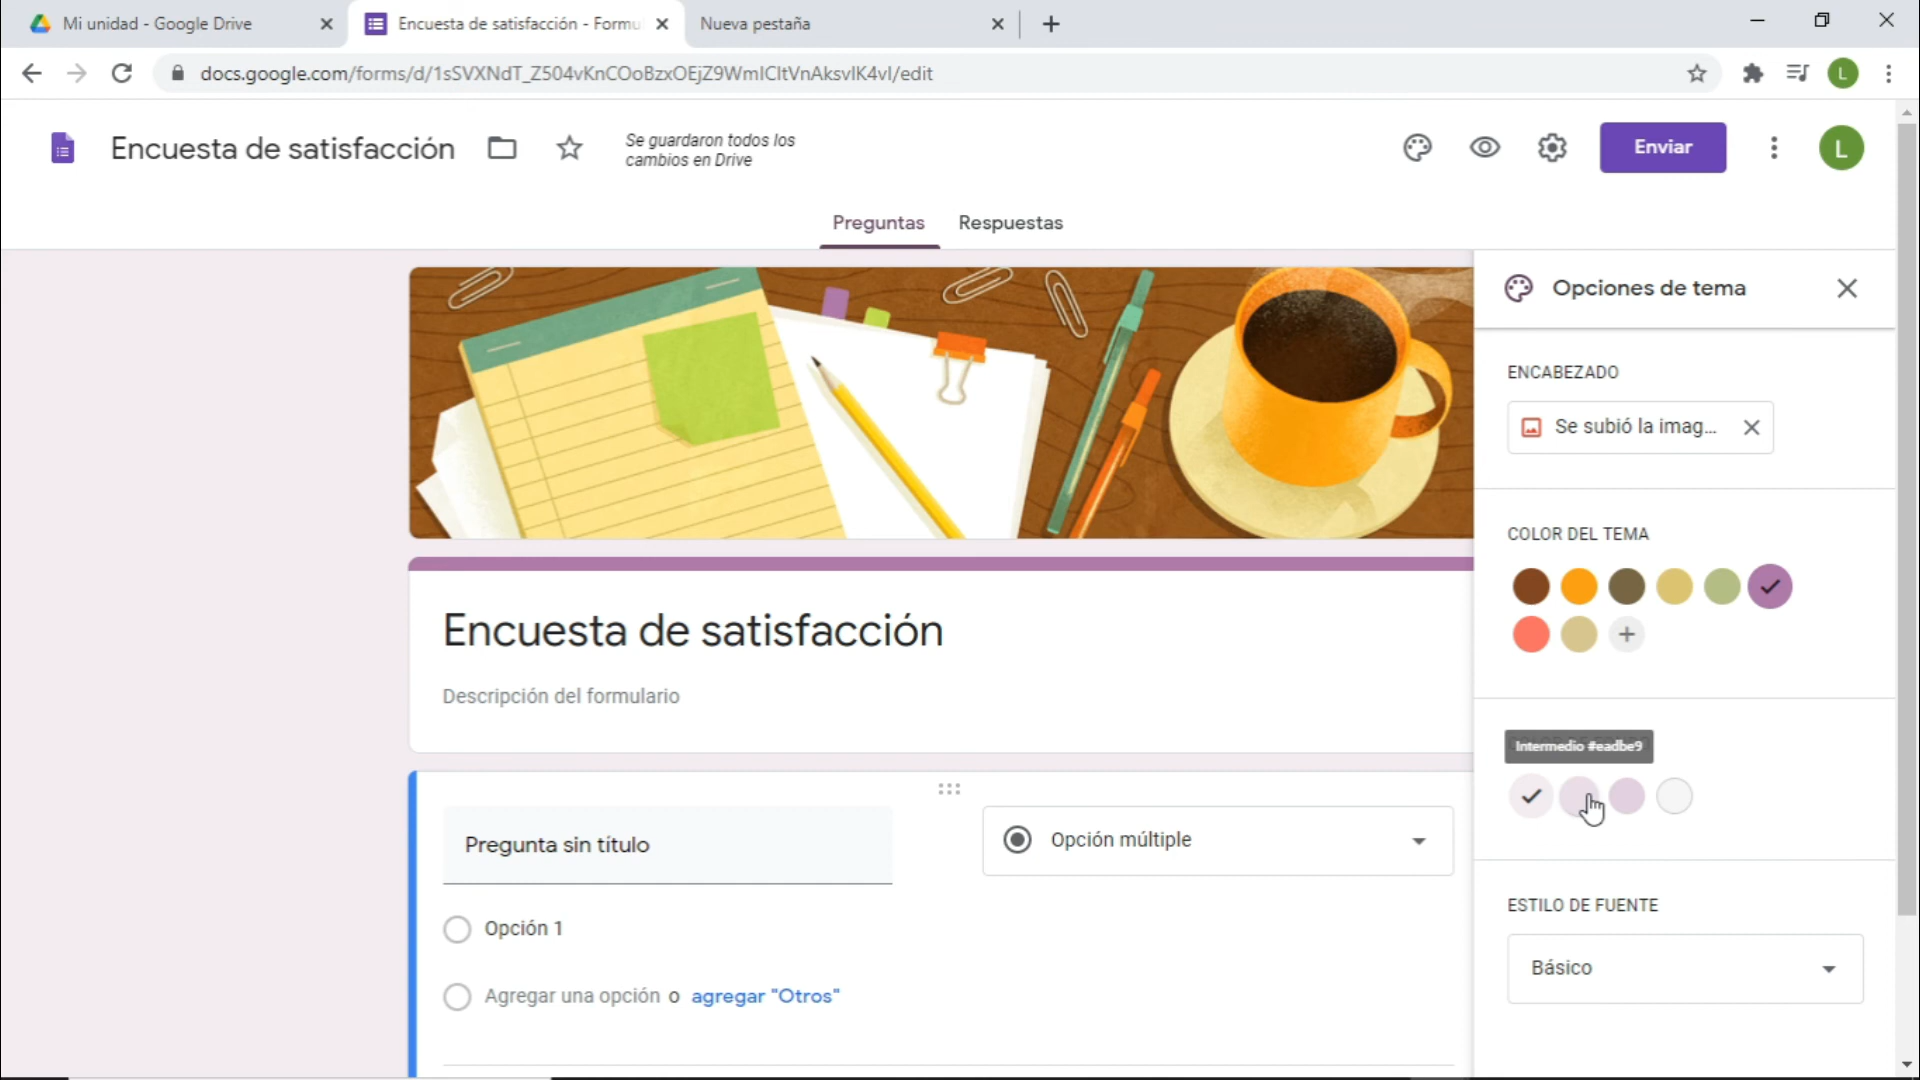 Mi unidad - Google Drive
Encuesta de satisfacción - Formu
Nueva pestaña
docs.google.com/forms/d/1sSVXNdT_Z504vKnCOoBzxOEjZ9WmICItVnAksvIK4vI/edit
L
Encuesta de satisfacción
Se guardaron todos los
cambios en Drive
Enviar
L
Preguntas
Respuestas
Opciones de tema
ENCABEZADO
Se subió la imag...
COLOR DEL TEMA
Encuesta de satisfacción
Descripción del formulario
Intermedio #eadbe9
Pregunta sin título
Opción múltiple
Opción 1
Agregar una opción o agregar "Otros"
ESTILO DE FUENTE
Básico